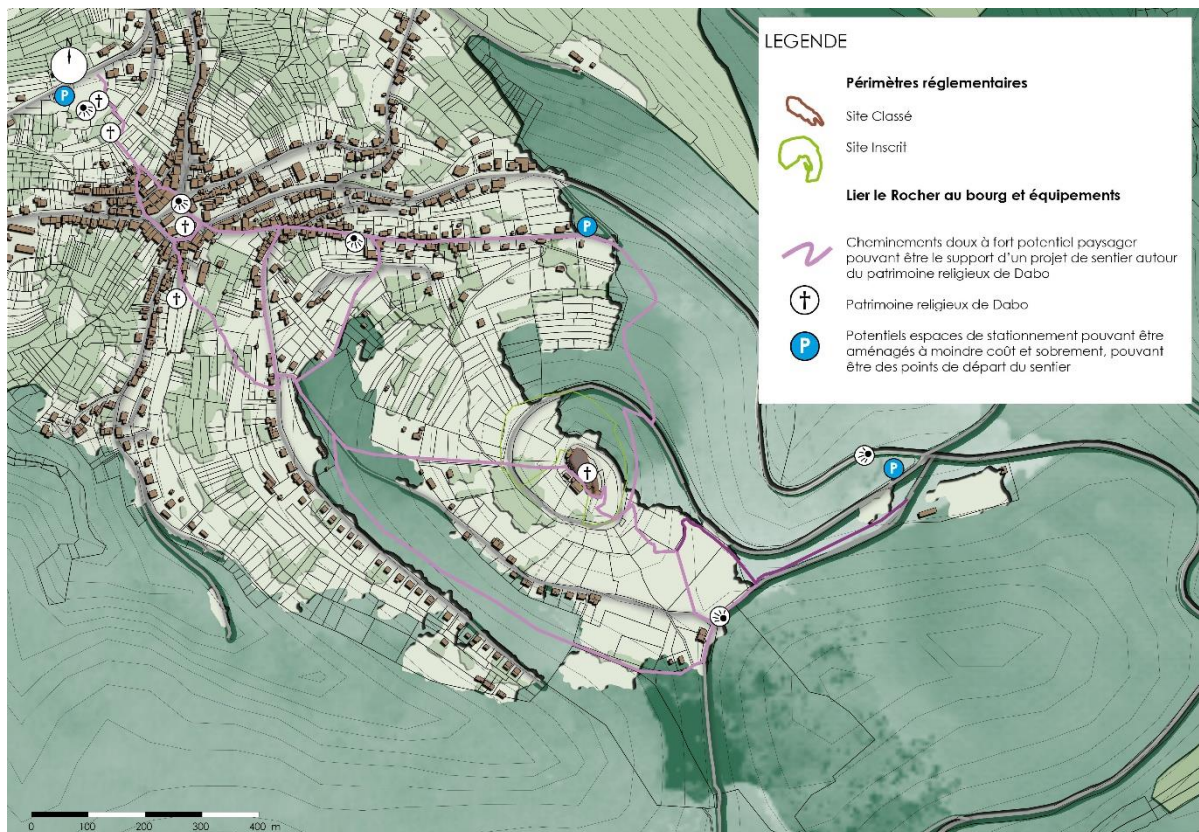 LEGENDE
Périmètres réglementaires
Site Classé
Site Inscrit
Lier le Rocher au bourg et équipements
Cheminements doux à fort potentiel paysager
pouvant être le support d'un projet de sentier autour
du patrimoine religieux de Dabo
Patrimoine religieux de Dabo
P
Potentiels espaces de stationnement pouvant être
aménagés à moindre coût et sobrement, pouvant
être des points de départ du sentier
P
P
P
0 100 200 300 400 m